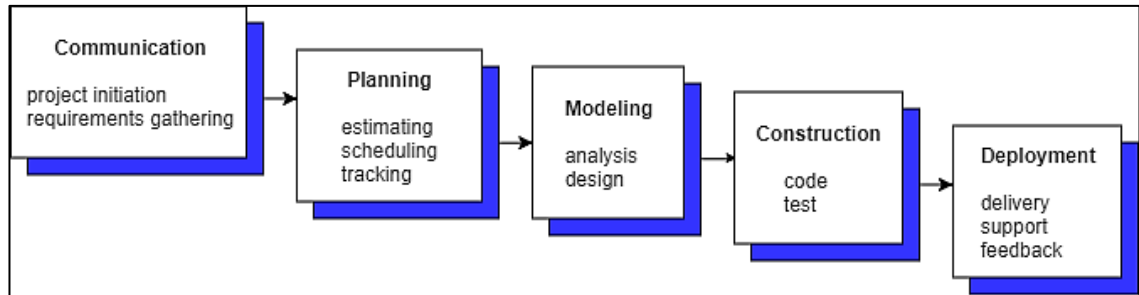 Communication
project initiation
requirements gathering
Planning
estimating
scheduling
tracking
Modeling
analysis
design
Construction
code
test
Deployment
delivery
support
feedback